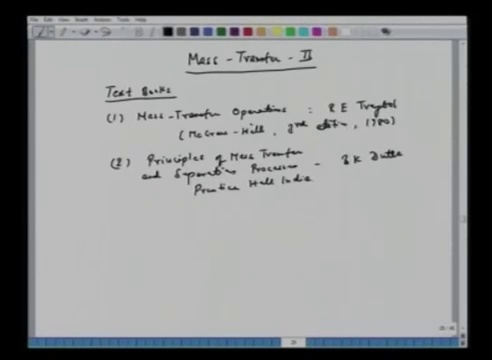 File Edit View Insert Actions Tools Help
Mass-Transfer-II
Text Books
(1) Mass-Transfer Operations : R E Treybal
(McGraw-Hill, 3rd edition, 1980)
(2) Principles of Mass Transfer
and Separation Processes - B K Dutta
Prentice Hall India